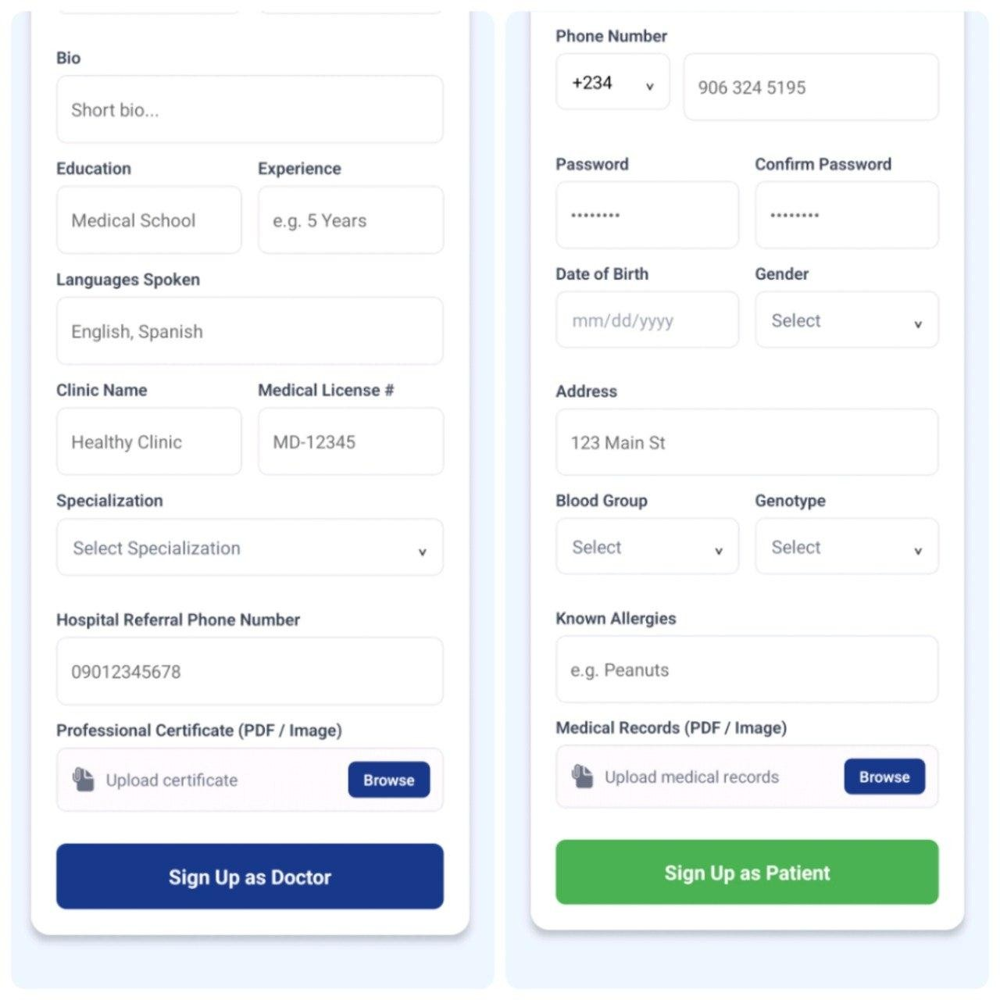 Bio
Short bio...
Education Experience
Medical School e.g. 5 Years
Languages Spoken
English, Spanish
Clinic Name Medical License #
Healthy Clinic MD-12345
Specialization
Select Specialization
Hospital Referral Phone Number
09012345678
Professional Certificate (PDF / Image)
Upload certificate Browse
Sign Up as Doctor
Phone Number
+234 906 324 5195
Password Confirm Password
•••••••• ••••••••
Date of Birth Gender
mm/dd/yyyy Select
Address
123 Main St
Blood Group Genotype
Select Select
Known Allergies
e.g. Peanuts
Medical Records (PDF / Image)
Upload medical records Browse
Sign Up as Patient